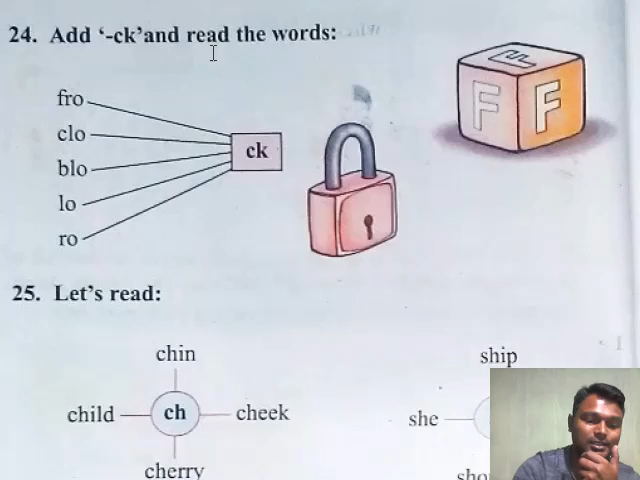 24. Add ‘-ck’and read the words:
fro
clo
blo
lo
ro
ck
F
F
F
25. Let’s read:
chin
child
ch
cheek
cherry
ship
she